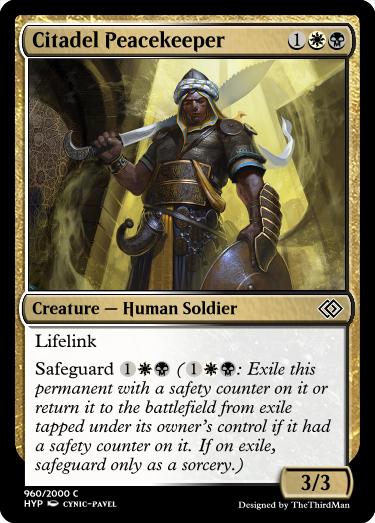 Citadel Peacekeeper 1
Creature — Human Soldier
Lifelink
Safeguard 1 ( 1 : Exile this
permanent with a safety counter on it or
return it to the battlefield from exile
tapped under its owner's control if it had
a safety counter on it. If on exile,
safeguard only as a sorcery.)
3/3
960/2000 C
HYP CYNIC-PAVEL
Designed by TheThirdMan